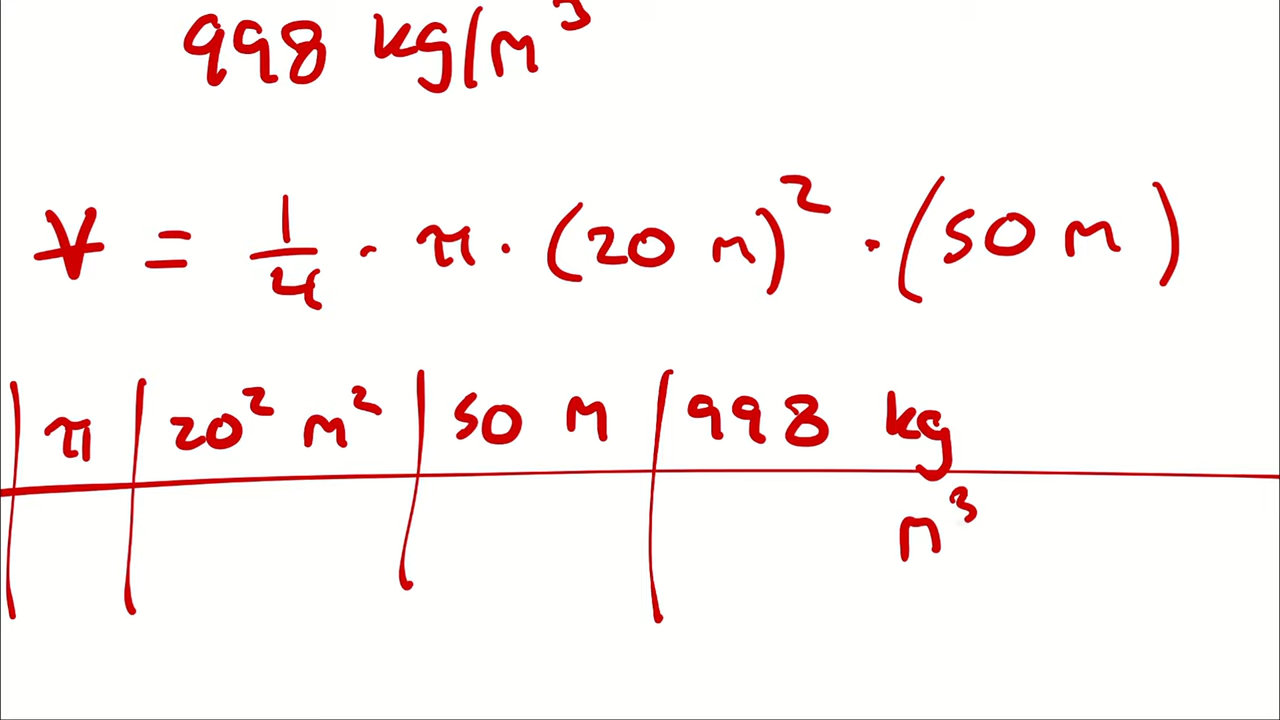 998 kg/m³
V = 1/4 · π · (20 m)² · (50 m)
π | 20² m² | 50 m | 998 kg
m³